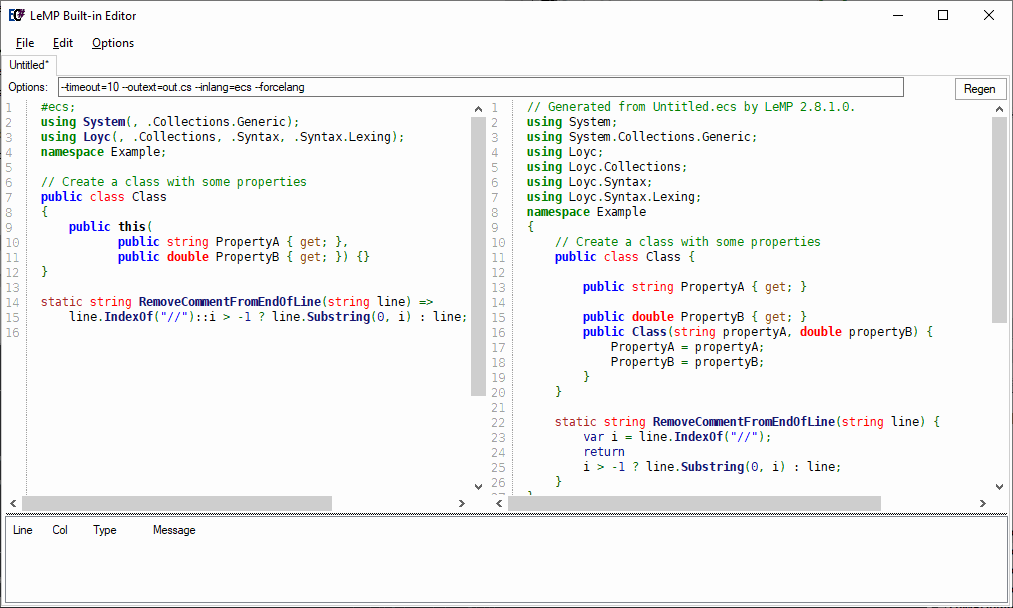 LeMP Built-in Editor
File Edit Options
Untitled*
Options: --timeout=10 --outext=out.cs --inlang=ecs --forcelang Regen
1 #ecs;
2 using System(, .Collections.Generic);
3 using Loyc(, .Collections, .Syntax, .Syntax.Lexing);
4 namespace Example;
5
6 // Create a class with some properties
7 public class Class
8 {
9 public this(
10 public string PropertyA { get; },
11 public double PropertyB { get; }) {}
12 }
13
14 static string RemoveCommentFromEndOfLine(string line) =>
15 line.IndexOf("//")::i > -1 ? line.Substring(0, i) : line;
16
1 // Generated from Untitled.ecs by LeMP 2.8.1.0.
2 using System;
3 using System.Collections.Generic;
4 using Loyc;
5 using Loyc.Collections;
6 using Loyc.Syntax;
7 using Loyc.Syntax.Lexing;
8 namespace Example
9 {
10 // Create a class with some properties
11 public class Class {
12
13 public string PropertyA { get; }
14
15 public double PropertyB { get; }
16 public Class(string propertyA, double propertyB) {
17 PropertyA = propertyA;
18 PropertyB = propertyB;
19 }
20 }
21
22 static string RemoveCommentFromEndOfLine(string line) {
23 var i = line.IndexOf("//");
24 return
25 i > -1 ? line.Substring(0, i) : line;
26 }
Line Col Type Message